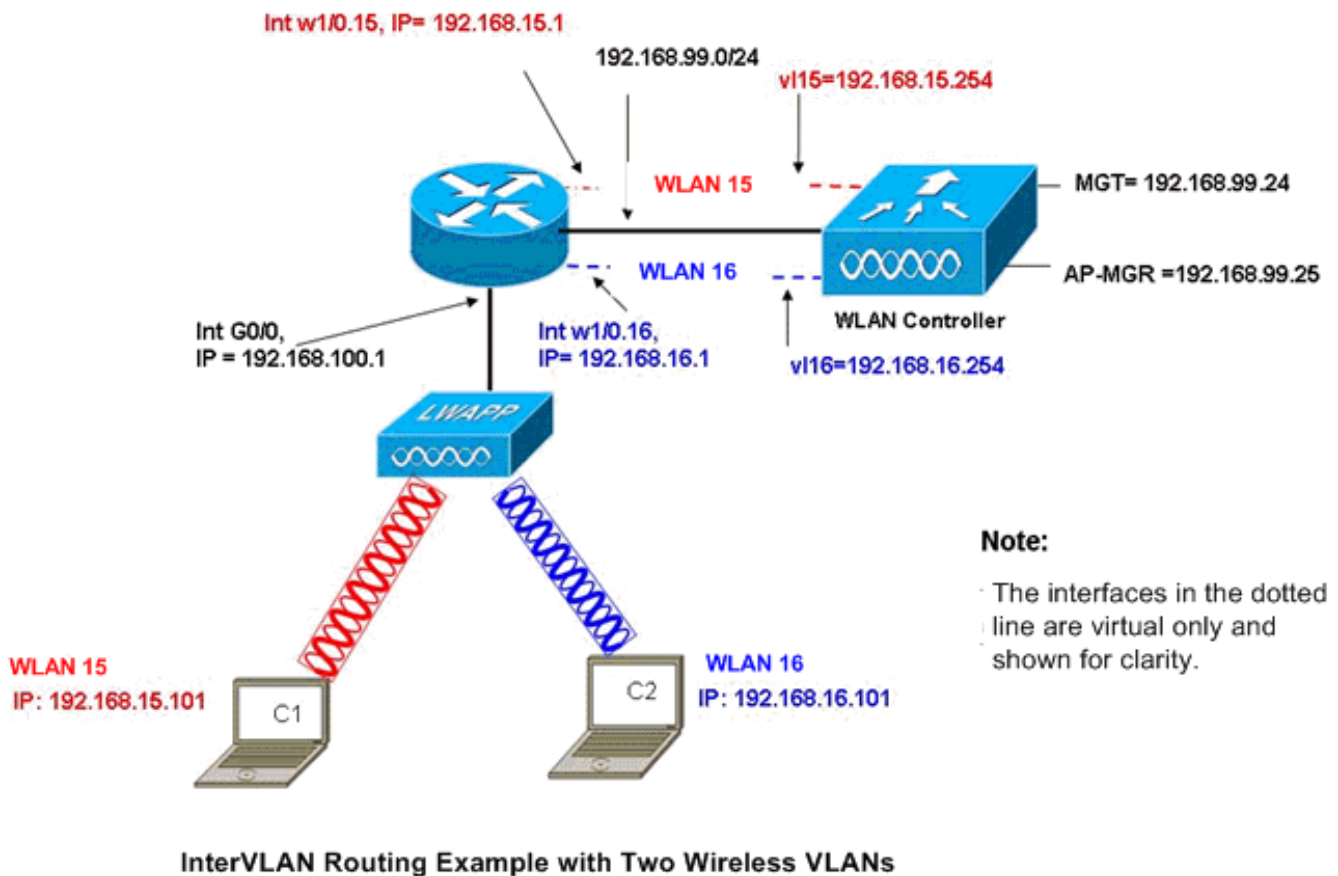 Int w1/0.15, IP= 192.168.15.1
192.168.99.0/24
vl15=192.168.15.254
WLAN 15
MGT= 192.168.99.24
WLAN 16
AP-MGR =192.168.99.25
WLAN Controller
Int G0/0,
IP = 192.168.100.1
Int w1/0.16,
IP= 192.168.16.1
vl16=192.168.16.254
LWAPP
Note:
The interfaces in the dotted
line are virtual only and
shown for clarity.
WLAN 15
IP: 192.168.15.101
C1
WLAN 16
IP: 192.168.16.101
C2
InterVLAN Routing Example with Two Wireless VLANs